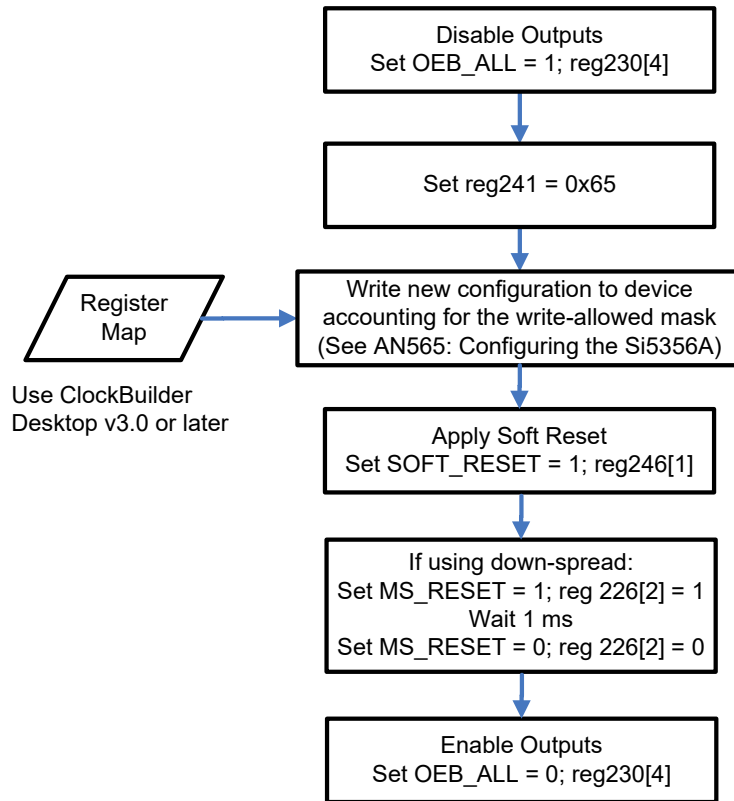 Disable Outputs
Set OEB_ALL = 1; reg230[4]
Set reg241 = 0x65
Register
Map
Write new configuration to device
accounting for the write-allowed mask
(See AN565: Configuring the Si5356A)
Use ClockBuilder
Desktop v3.0 or later
Apply Soft Reset
Set SOFT_RESET = 1; reg246[1]
If using down-spread:
Set MS_RESET = 1; reg 226[2] = 1
Wait 1 ms
Set MS_RESET = 0; reg 226[2] = 0
Enable Outputs
Set OEB_ALL = 0; reg230[4]